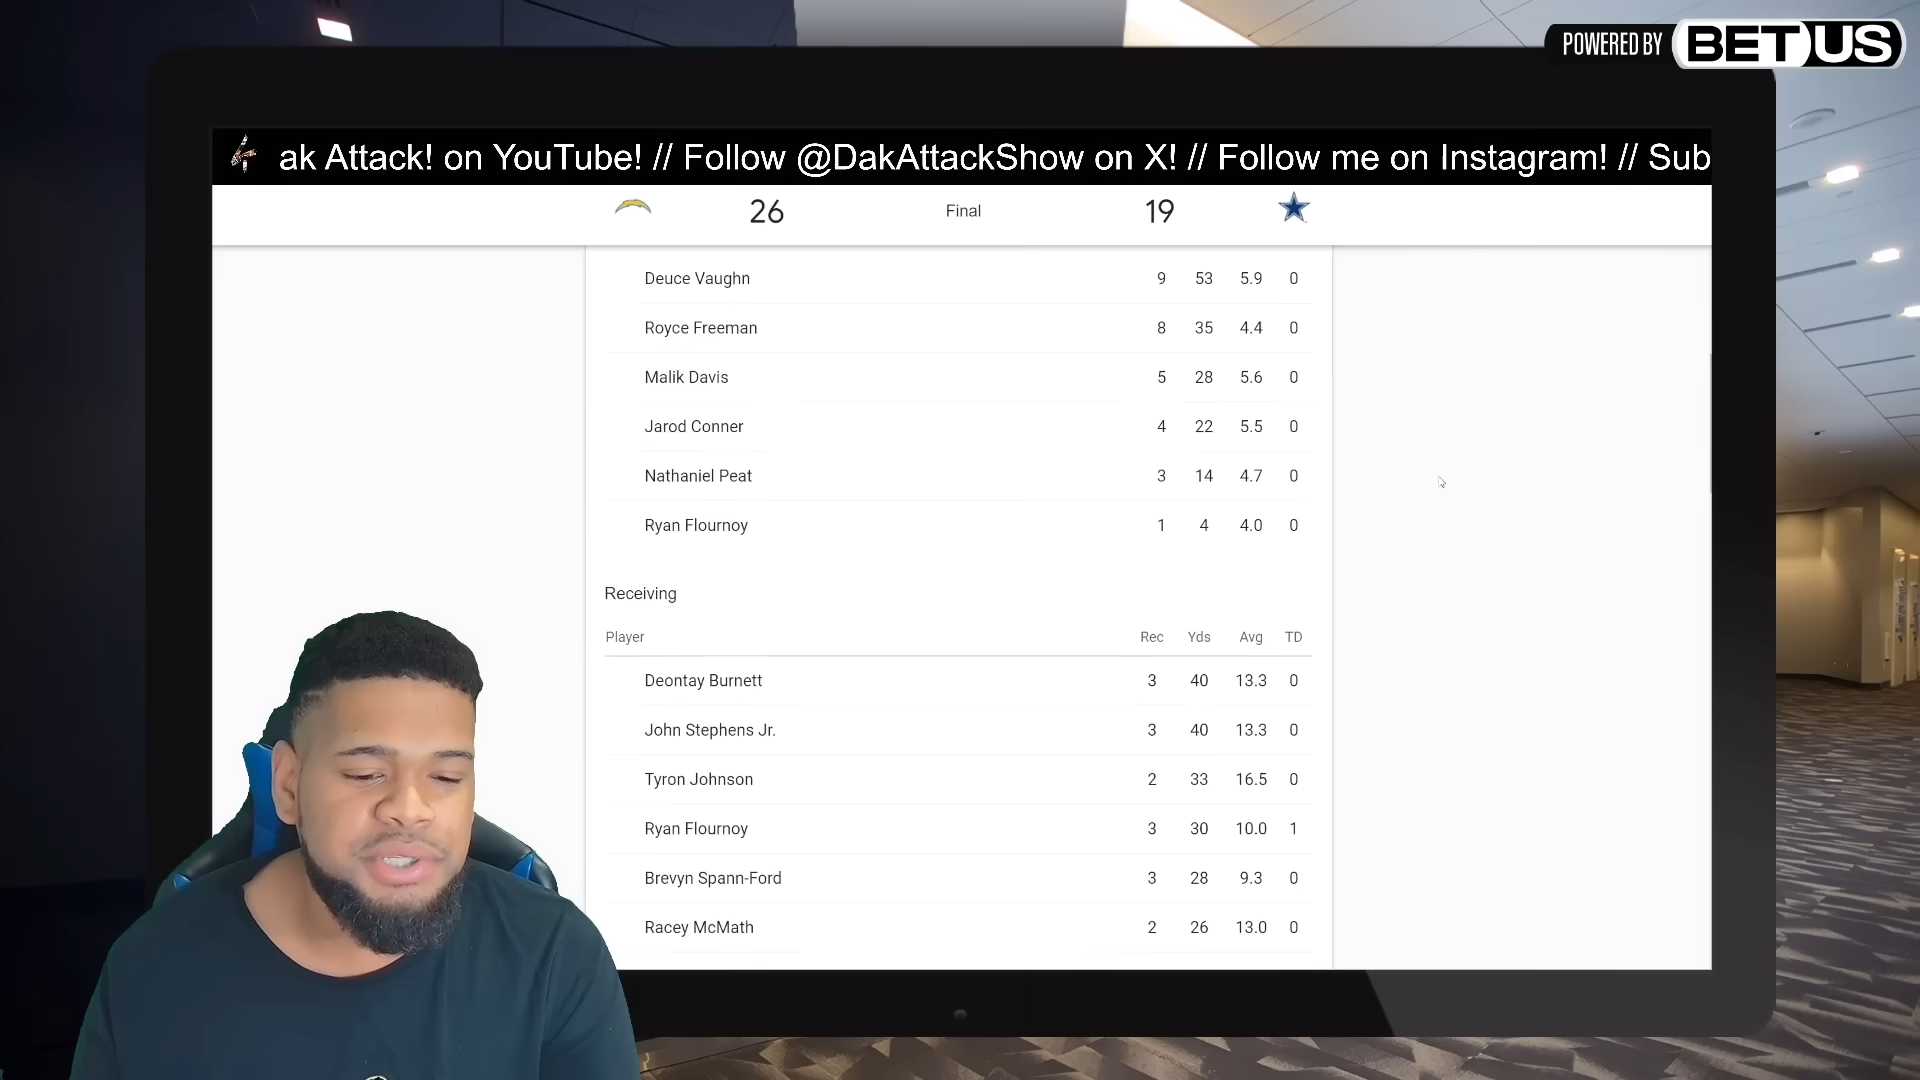 POWERED BY BETUS
ak Attack! on YouTube! // Follow @DakAttackShow on X! // Follow me on Instagram! // Sub
26 Final 19
Deuce Vaughn 9 53 5.9 0
Royce Freeman 8 35 4.4 0
Malik Davis 5 28 5.6 0
Jarod Conner 4 22 5.5 0
Nathaniel Peat 3 14 4.7 0
Ryan Flournoy 1 4 4.0 0
Receiving
Player Rec Yds Avg TD
Deontay Burnett 3 40 13.3 0
John Stephens Jr. 3 40 13.3 0
Tyron Johnson 2 33 16.5 0
Ryan Flournoy 3 30 10.0 1
Brevyn Spann-Ford 3 28 9.3 0
Racey McMath 2 26 13.0 0